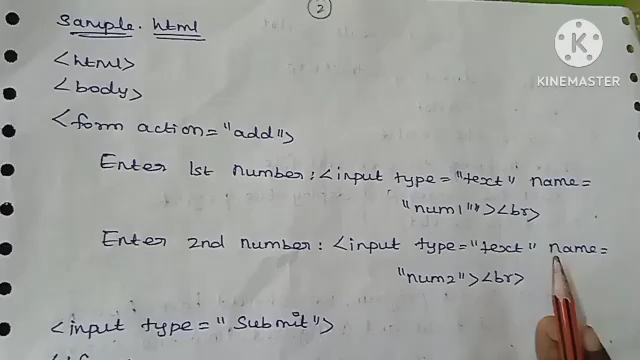 2
Sample. html
K
KINEMASTER
<html>
<body>
<form action="add">
Enter 1st number:<input type="text" name=
"num1""><br>
Enter 2nd number: <input type="text" name=
"num2"><br>
<input type="Submit">